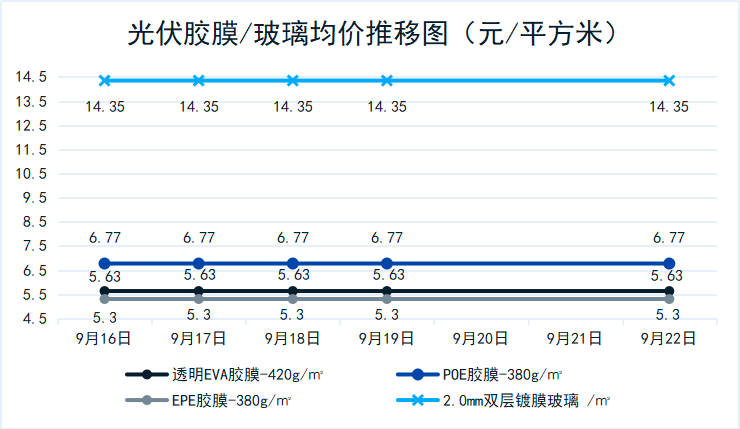 光伏胶膜/玻璃均价推移图（元/平方米）
14.5
13.5
12.5
11.5
10.5
9.5
8.5
7.5
6.5
5.5
4.5
14.35 14.35 14.35 14.35 14.35
6.77 6.77 6.77 6.77 6.77
5.63 5.63 5.63 5.63 5.63
5.3 5.3 5.3 5.3 5.3
9月16日 9月17日 9月18日 9月19日 9月20日 9月21日 9月22日
透明EVA胶膜-420g/㎡ POE胶膜-380g/㎡
EPE胶膜-380g/㎡ 2.0mm双层镀膜玻璃 /㎡